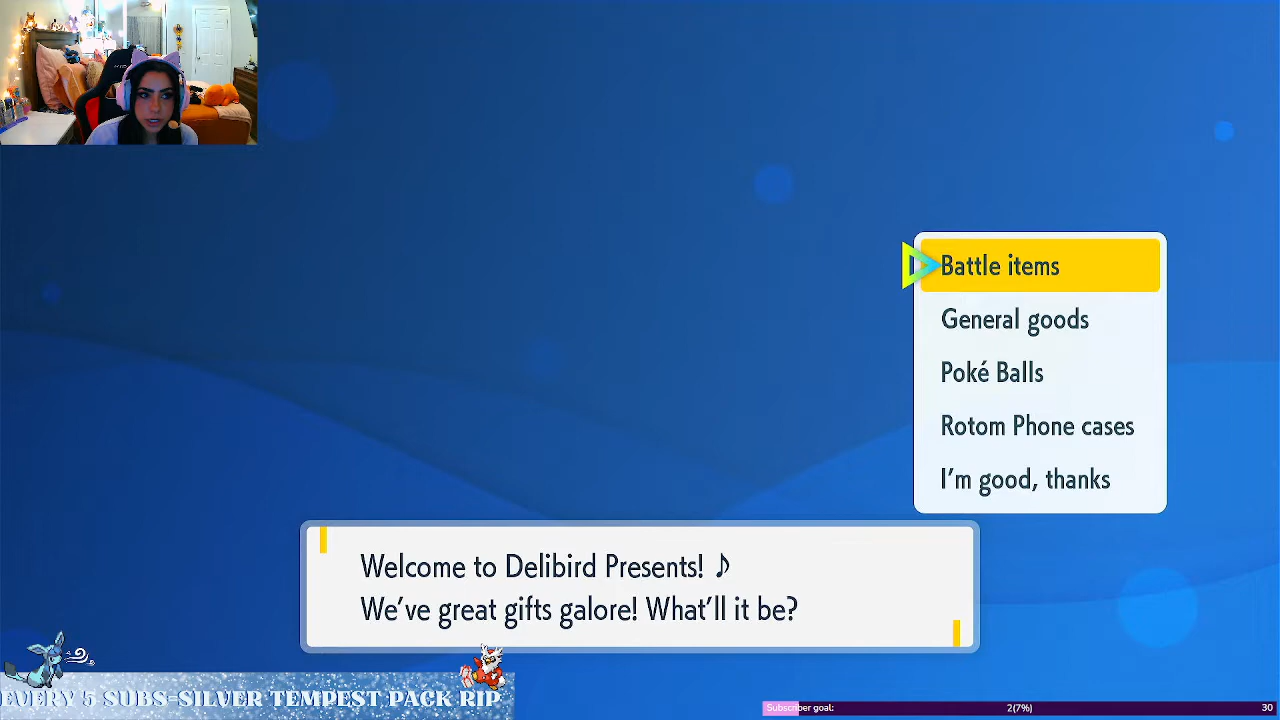 Battle items
General goods
Poké Balls
Rotom Phone cases
I'm good, thanks
Welcome to Delibird Presents! ♪
We've great gifts galore! What'll it be?
EVERY 5 SUBS-SILVER TEMPEST PACK RIP
Subscriber goal: 2(7%) 30